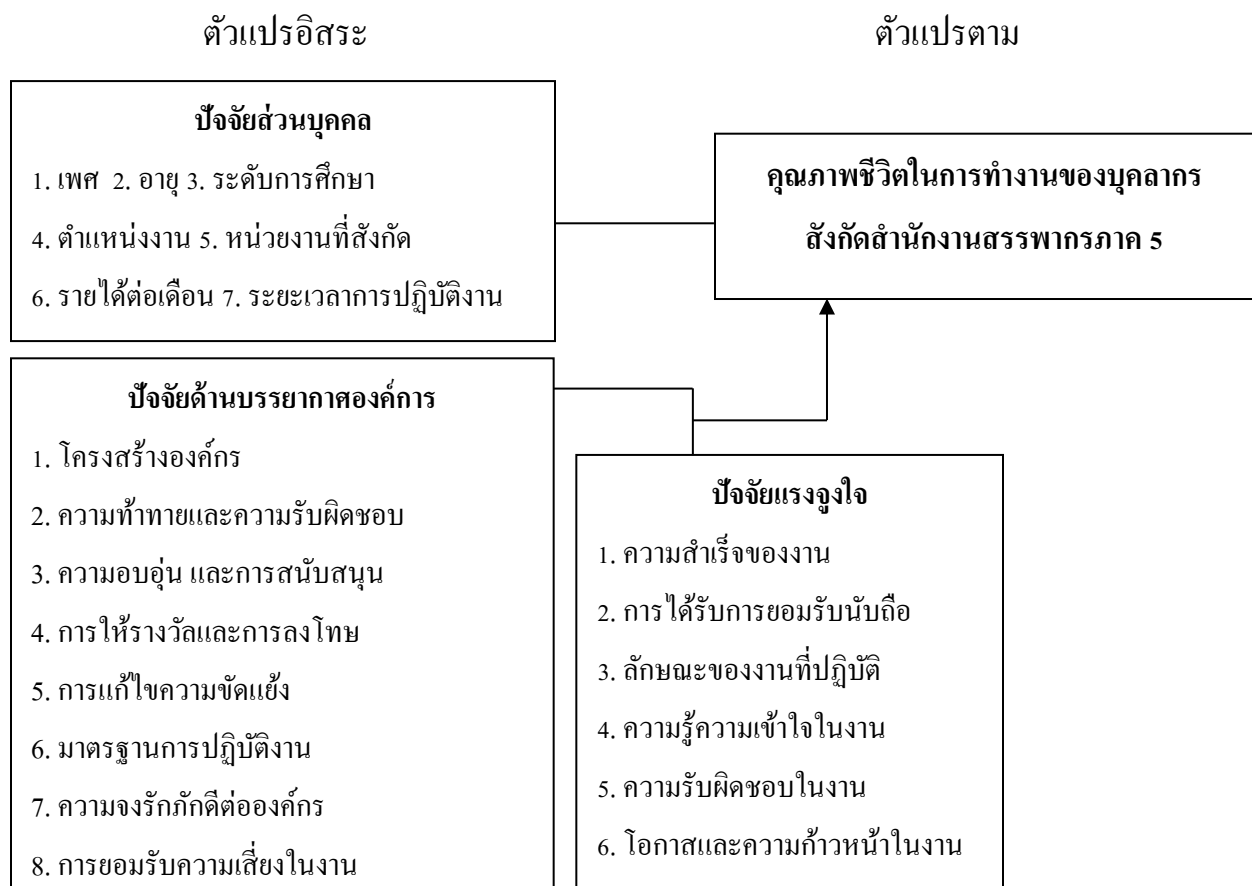 ตัวแปรอิสระ
ตัวแปรตาม
ปัจจัยส่วนบุคคล
1. เพศ 2. อายุ 3. ระดับการศึกษา
4. ตำแหน่งงาน 5. หน่วยงานที่สังกัด
6. รายได้ต่อเดือน 7. ระยะเวลาการปฏิบัติงาน
คุณภาพชีวิตในการทำงานของบุคลากร
สังกัดสำนักงานสรรพากรภาค 5
ปัจจัยด้านบรรยากาศองค์การ
1. โครงสร้างองค์กร
2. ความท้าทายและความรับผิดชอบ
3. ความอบอุ่น และการสนับสนุน
4. การให้รางวัลและการลงโทษ
5. การแก้ไขความขัดแย้ง
6. มาตรฐานการปฏิบัติงาน
7. ความจงรักภักดีต่อองค์กร
8. การยอมรับความเสี่ยงในงาน
ปัจจัยแรงจูงใจ
1. ความสำเร็จของงาน
2. การได้รับการยอมรับนับถือ
3. ลักษณะของงานที่ปฏิบัติ
4. ความรู้ความเข้าใจในงาน
5. ความรับผิดชอบในงาน
6. โอกาสและความก้าวหน้าในงาน